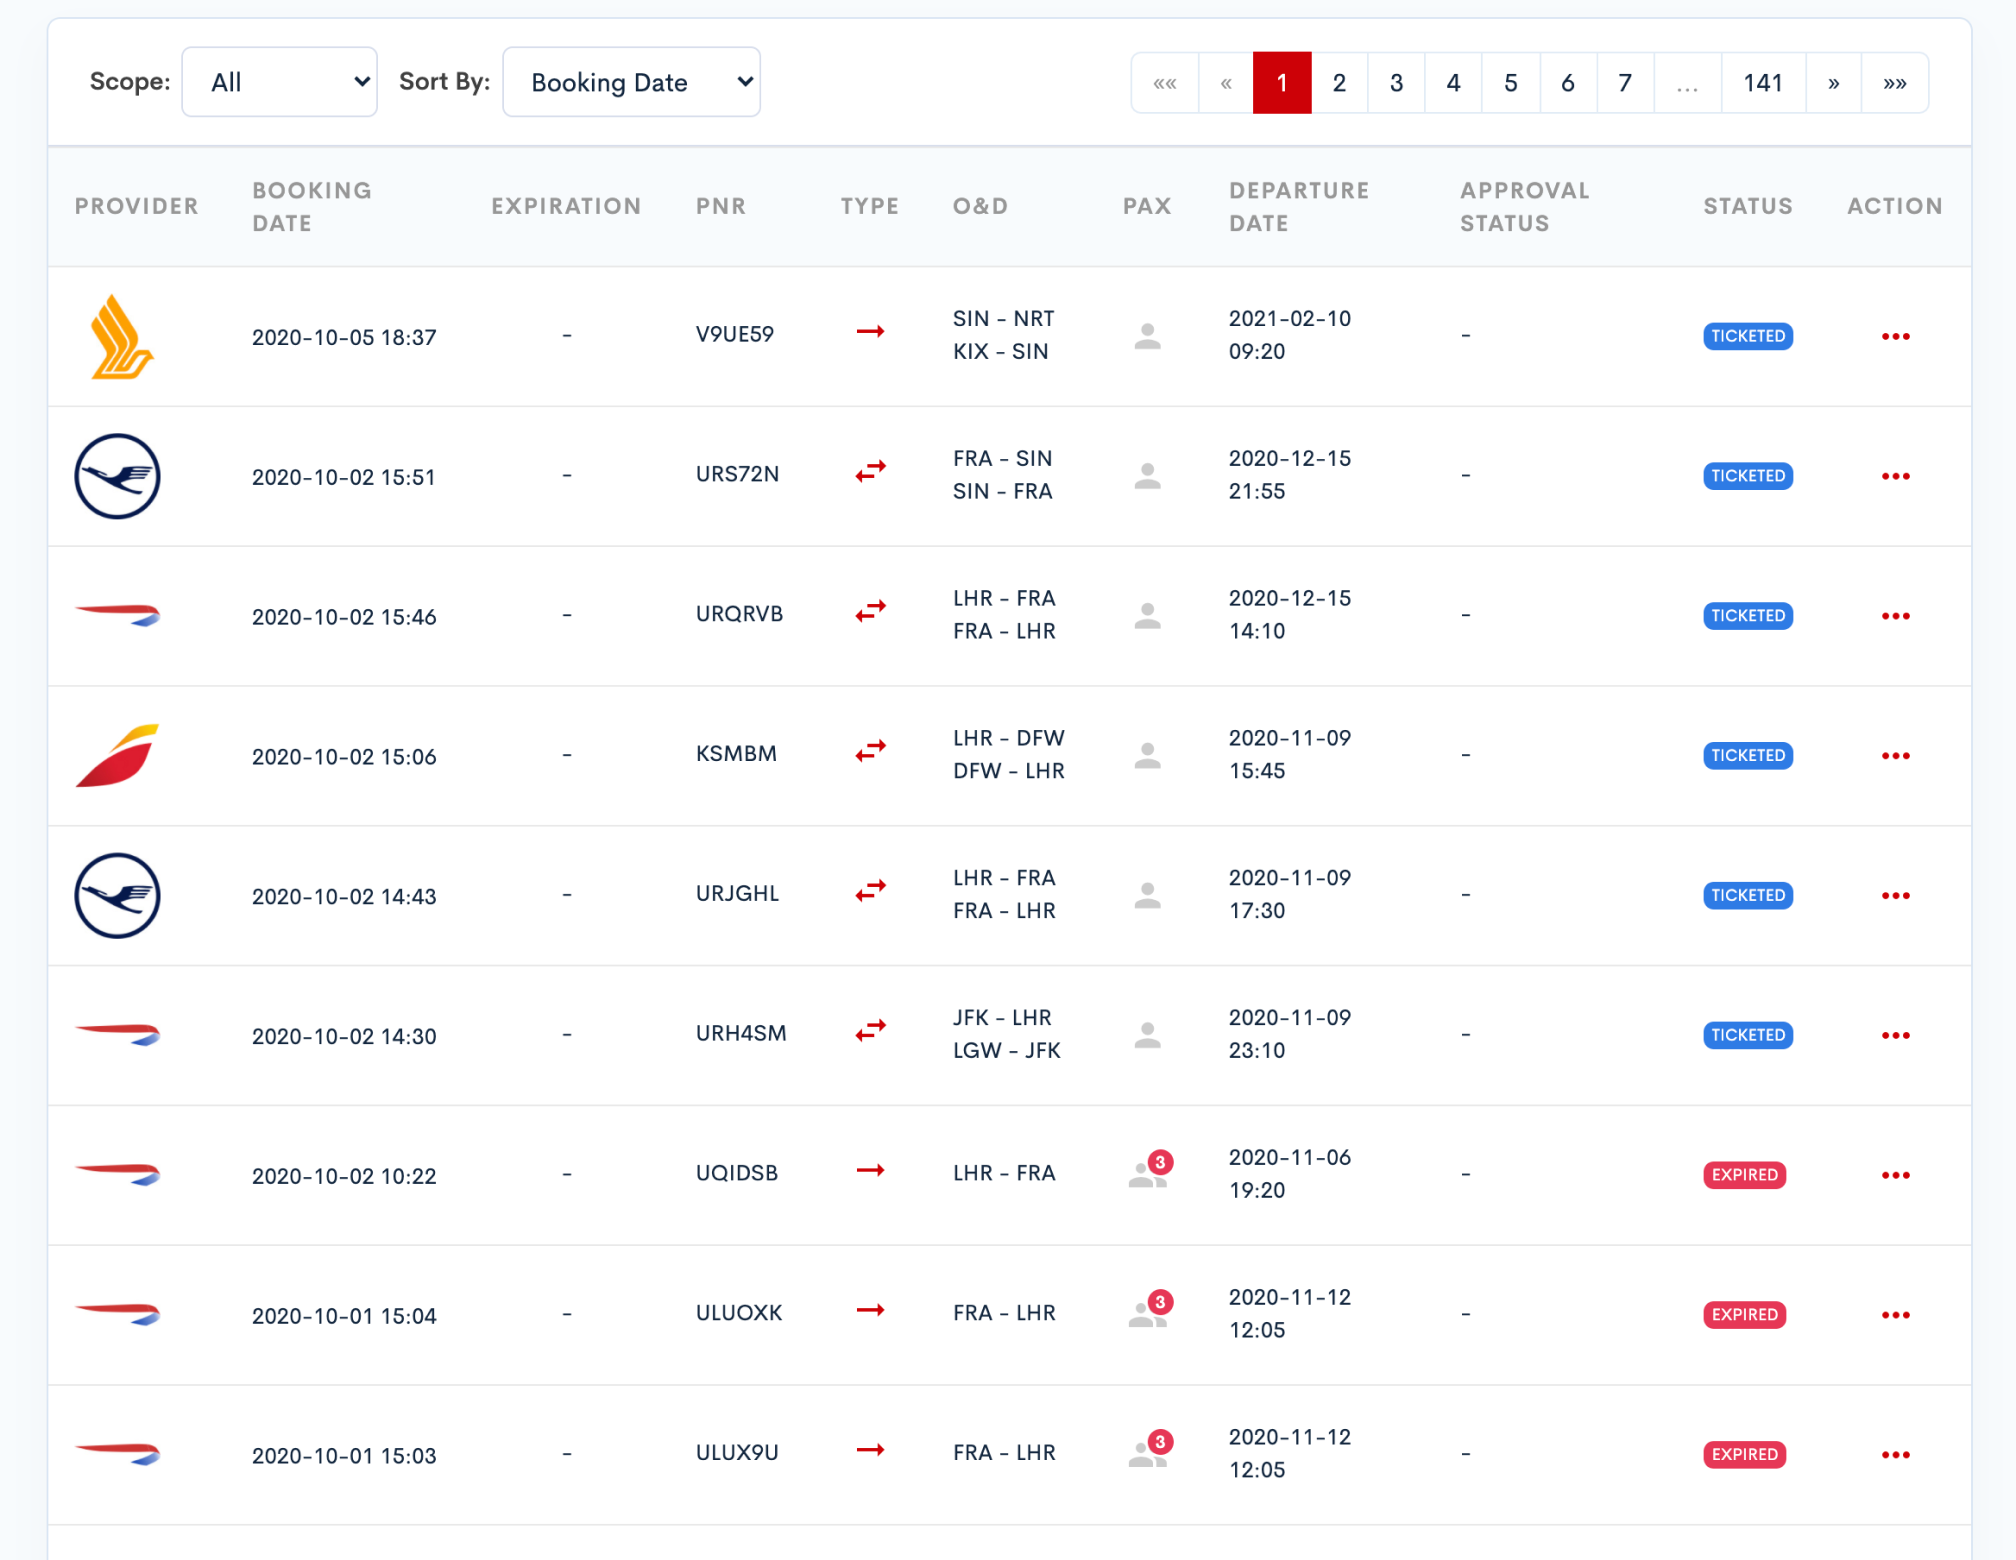 Scope: All Sort By: Booking Date «« « 1 2 3 4 5 6 7 ... 141 » »»
PROVIDER BOOKING DATE EXPIRATION PNR TYPE O&D PAX DEPARTURE DATE APPROVAL STATUS STATUS ACTION
2020-10-05 18:37 - V9UE59 SIN - NRT 2021-02-10 - TICKETED
KIX - SIN 09:20
2020-10-02 15:51 - URS72N FRA - SIN 2020-12-15 - TICKETED
SIN - FRA 21:55
2020-10-02 15:46 - URQRVB LHR - FRA 2020-12-15 - TICKETED
FRA - LHR 14:10
2020-10-02 15:06 - KSMBM LHR - DFW 2020-11-09 - TICKETED
DFW - LHR 15:45
2020-10-02 14:43 - URJGHL LHR - FRA 2020-11-09 - TICKETED
FRA - LHR 17:30
2020-10-02 14:30 - URH4SM JFK - LHR 2020-11-09 - TICKETED
LGW - JFK 23:10
2020-10-02 10:22 - UQIDSB LHR - FRA 3 2020-11-06 - EXPIRED
19:20
2020-10-01 15:04 - ULUOXK FRA - LHR 3 2020-11-12 - EXPIRED
12:05
2020-10-01 15:03 - ULUX9U FRA - LHR 3 2020-11-12 - EXPIRED
12:05